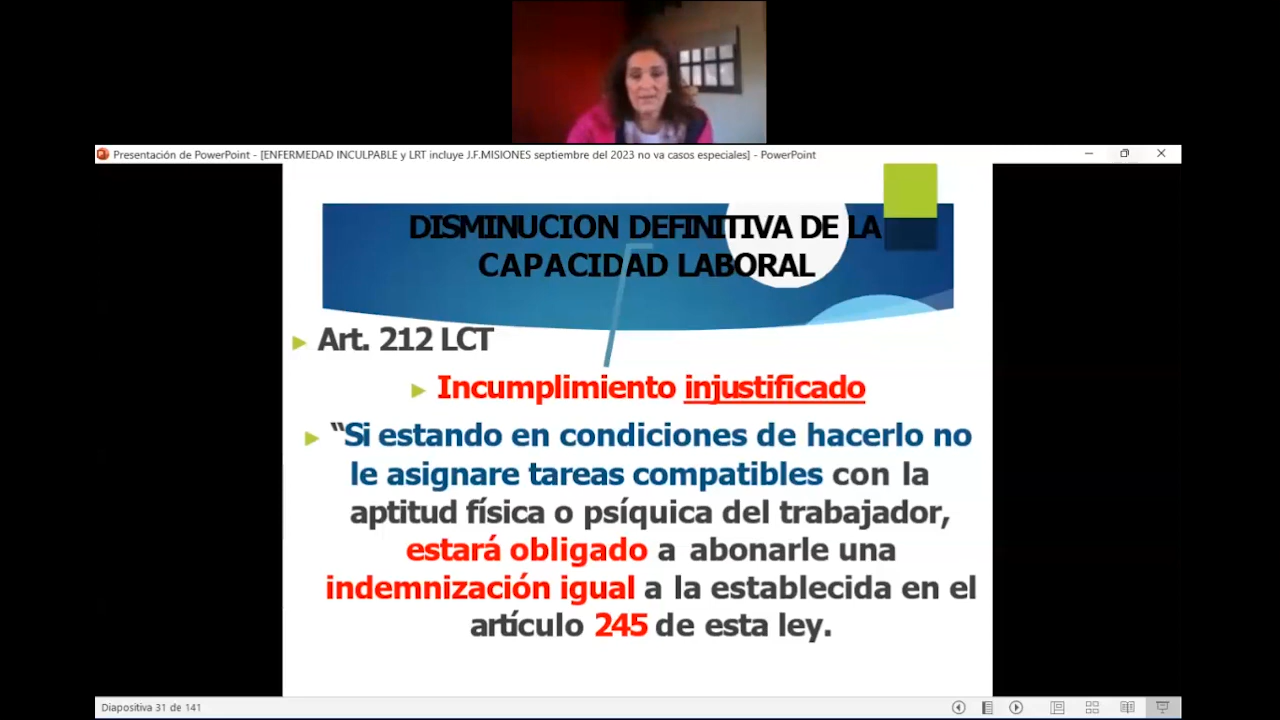 Presentación de PowerPoint - [ENFERMEDAD INCULPABLE y LRT incluye J.F.MISIONES septiembre del 2023 no va casos especiales] - PowerPoint
DISMINUCION DEFINITIVA DE LA
CAPACIDAD LABORAL
Art. 212 LCT
Incumplimiento injustificado
“Si estando en condiciones de hacerlo no
le asignare tareas compatibles con la
aptitud física o psíquica del trabajador,
estará obligado a abonarle una
indemnización igual a la establecida en el
artículo 245 de esta ley.
Diapositiva 31 de 141